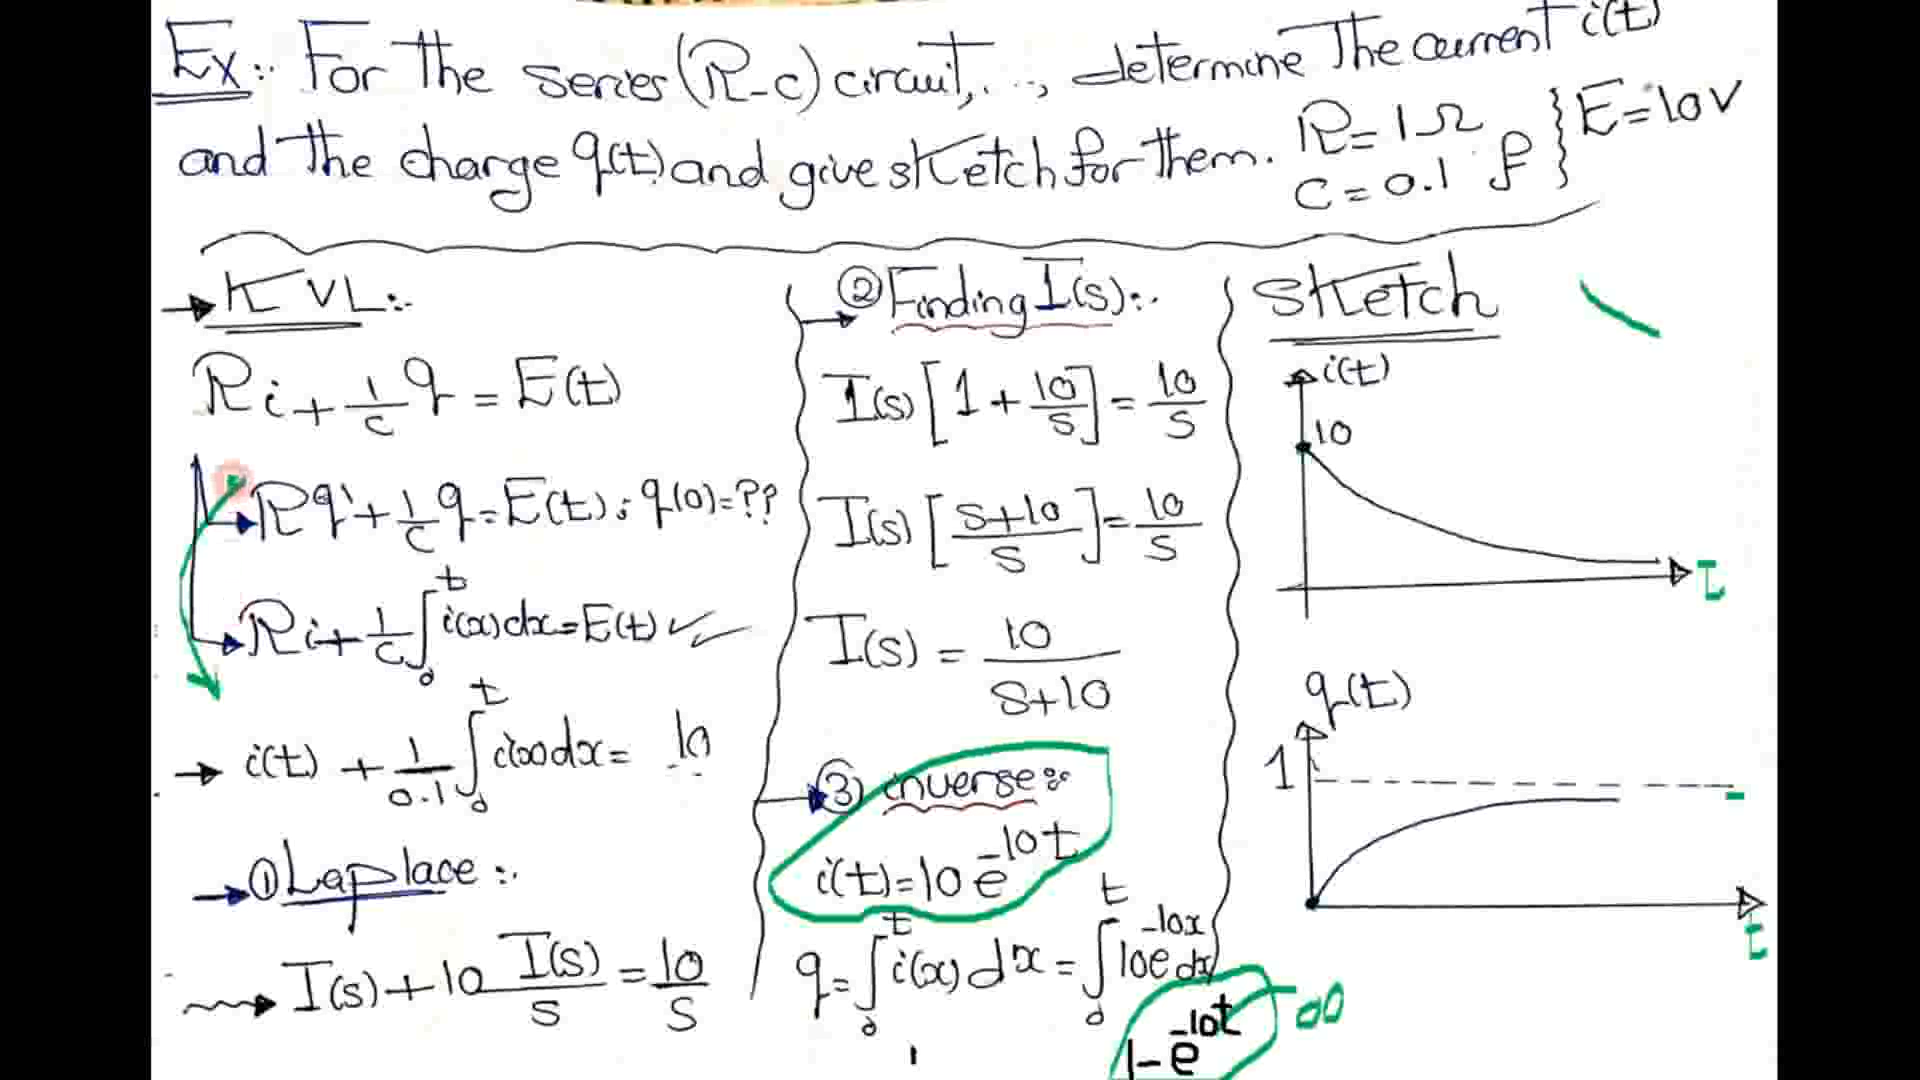 Ex:. For the series (R-C) circuit, ..., determine The current i(t)
and the charge q(t) and give sketch for them. R = 1 Ω } E = 10 V
C = 0.1 f
→ KVL:.
Ri + 1/C q = E(t)
→ Rq' + 1/C q = E(t) ; q(0) = ??
→ Ri + 1/C ∫₀ᵗ i(x) dx = E(t) ✓✓
→ i(t) + 1/0.1 ∫₀ᵗ i(x) dx = 10
→ ① Laplace :.
I(s) + 10 I(s)/s = 10/s
② Finding I(s):.
I(s) [1 + 10/s] = 10/s
I(s) [s+10/s] = 10/s
I(s) = 10/s+10
→ ③ inverse :
i(t) = 10 e^-10t
q = ∫₀ᵗ i(x) dx = ∫₀ᵗ 10 e^-10x dx
1 - e^-10t ∞
Sketch
i(t)
10
t
q(t)
1
t